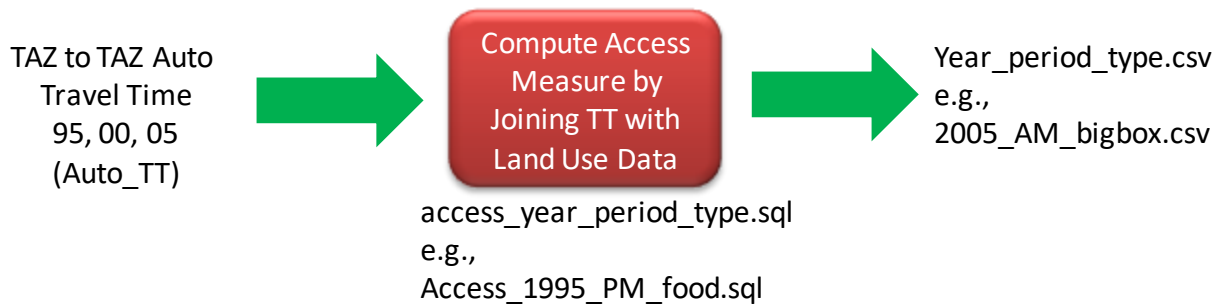 TAZ to TAZ Auto
Travel Time
95, 00, 05
(Auto_TT)
Compute Access
Measure by
Joining TT with
Land Use Data
access_year_period_type.sql
e.g.,
Access_1995_PM_food.sql
Year_period_type.csv
e.g.,
2005_AM_bigbox.csv